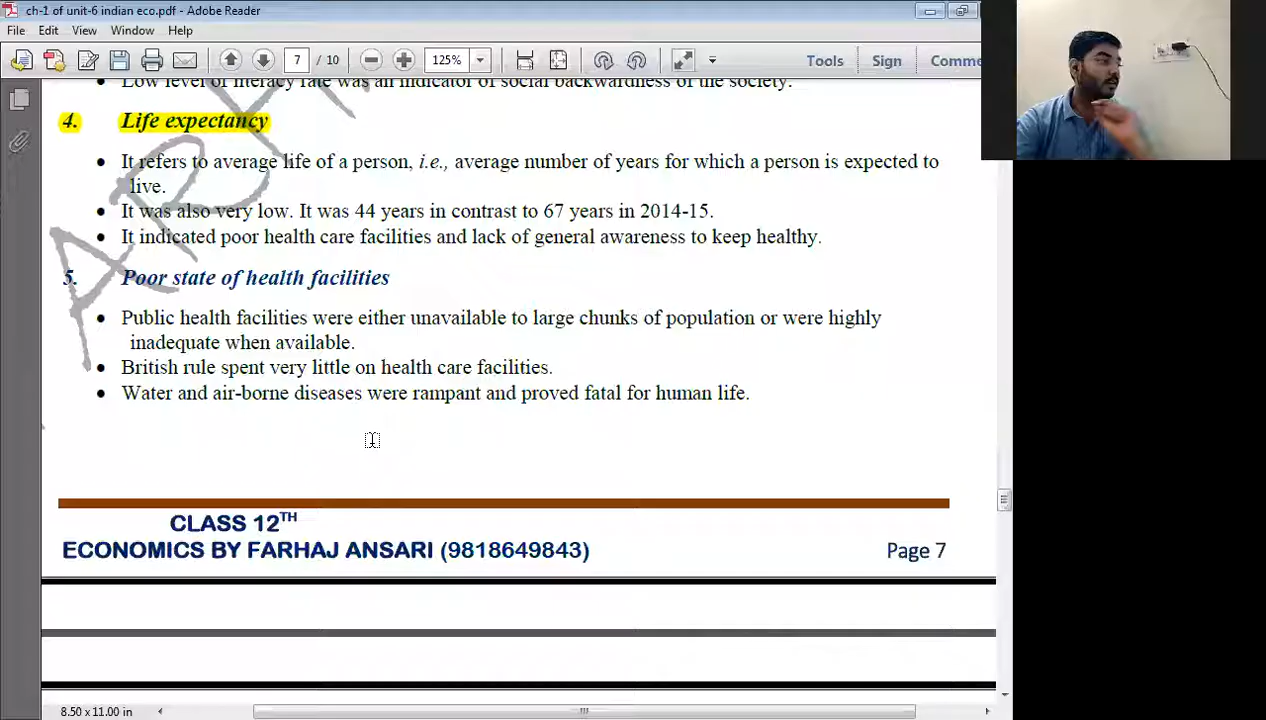 ch-1 of unit-6 indian eco.pdf - Adobe Reader
File Edit View Window Help
7 / 10 125% Tools Sign Comme
Low level of literacy rate was an indicator of social backwardness of the society.
4. Life expectancy
• It refers to average life of a person, i.e., average number of years for which a person is expected to
live.
• It was also very low. It was 44 years in contrast to 67 years in 2014-15.
• It indicated poor health care facilities and lack of general awareness to keep healthy.
5. Poor state of health facilities
• Public health facilities were either unavailable to large chunks of population or were highly
inadequate when available.
• British rule spent very little on health care facilities.
• Water and air-borne diseases were rampant and proved fatal for human life.
CLASS 12TH
ECONOMICS BY FARHAJ ANSARI (9818649843) Page 7
8.50 x 11.00 in